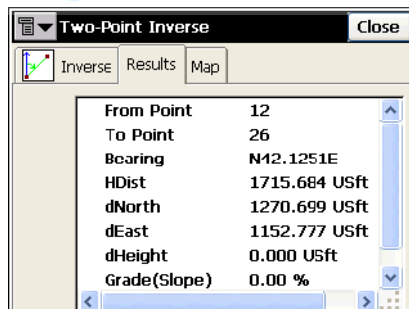 Two-Point Inverse Close
Inverse Results Map
From Point 12
To Point 26
Bearing N42.1251E
HDist 1715.684 USft
dNorth 1270.699 USft
dEast 1152.777 USft
dHeight 0.000 USft
Grade(Slope) 0.00 %